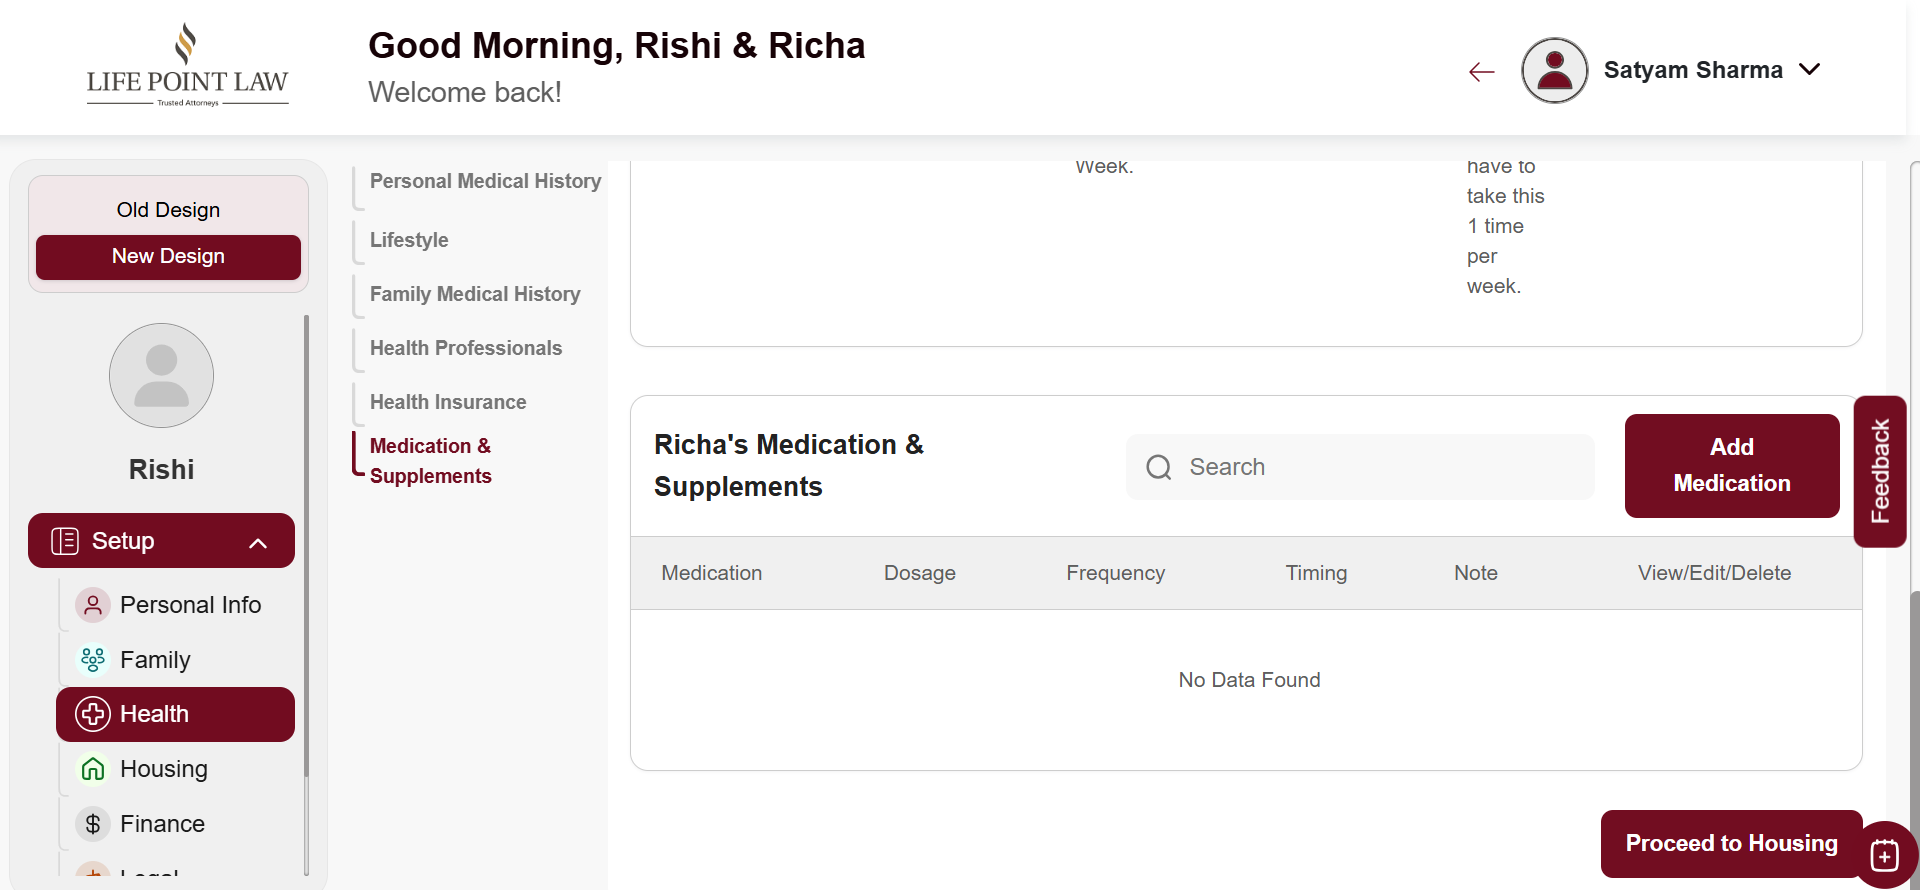 LIFE POINT LAW
Trusted Attorneys
Good Morning, Rishi & Richa
Welcome back!
Satyam Sharma
Old Design
New Design
Rishi
Setup
Personal Info
Family
Health
Housing
Finance
Personal Medical History
Lifestyle
Family Medical History
Health Professionals
Health Insurance
Medication &
Supplements
Week.
have to
take this
1 time
per
week.
Richa's Medication &
Supplements
Search
Add
Medication
Medication Dosage Frequency Timing Note View/Edit/Delete
No Data Found
Proceed to Housing
Feedback